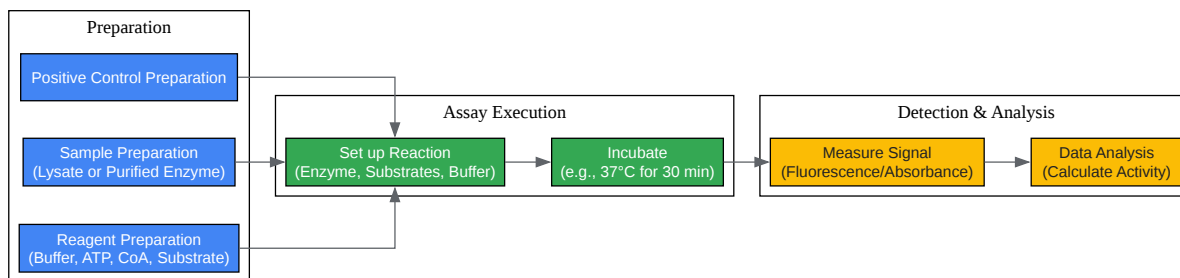 Preparation
Positive Control Preparation
Sample Preparation
(Lysate or Purified Enzyme)
Reagent Preparation
(Buffer, ATP, CoA, Substrate)
Assay Execution
Set up Reaction
(Enzyme, Substrates, Buffer)
Incubate
(e.g., 37°C for 30 min)
Detection & Analysis
Measure Signal
(Fluorescence/Absorbance)
Data Analysis
(Calculate Activity)